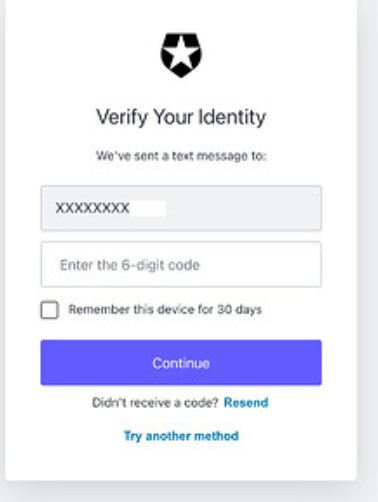 Verify Your Identity
We've sent a text message to:
XXXXXXXX
Enter the 6-digit code
Remember this device for 30 days
Continue
Didn't receive a code? Resend
Try another method